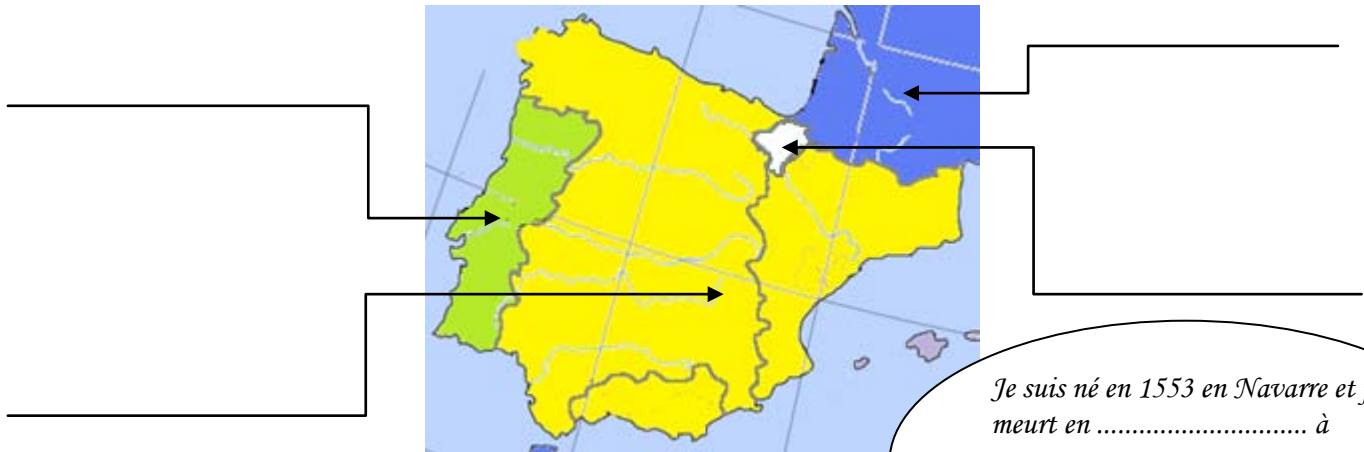 Je suis né en 1553 en Navarre et
meurt en ............................ à